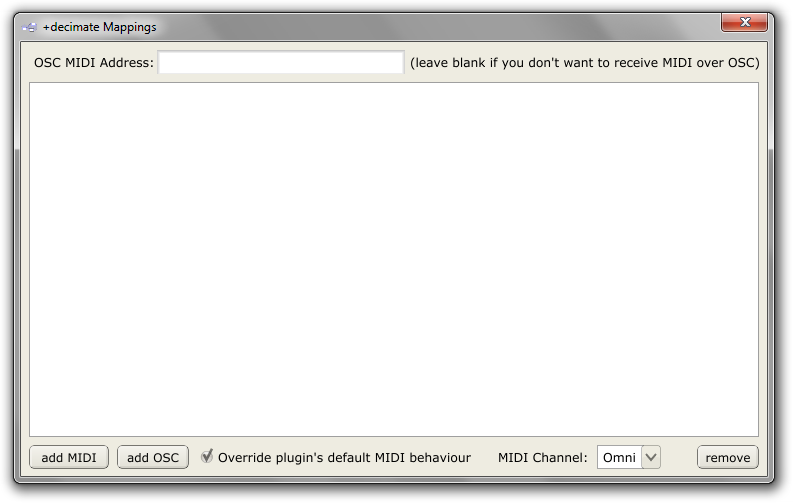 +decimate Mappings
OSC MIDI Address: (leave blank if you don't want to receive MIDI over OSC)
add MIDI add OSC Override plugin's default MIDI behaviour MIDI Channel: Omni remove